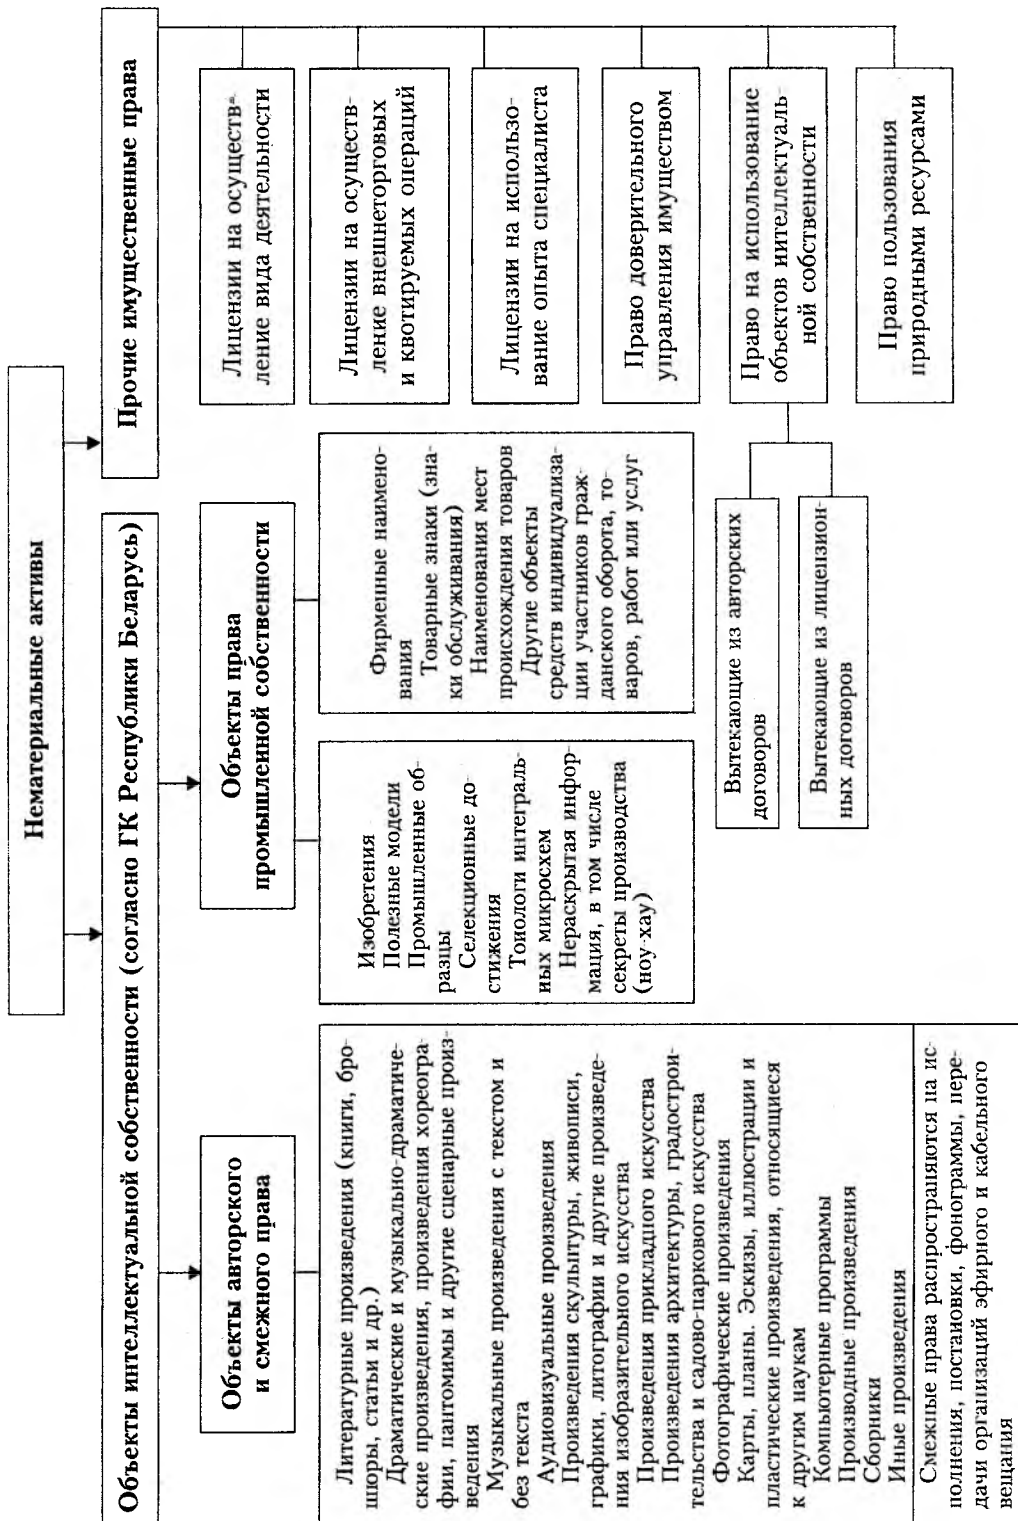 Нематериальные активы
Объекты интеллектуальной собственности (согласно ГК Республики Беларусь)
Прочие имущественные права
Объекты авторского
и смежного права
Объекты права
промышленной собственности
Литературные произведения (книги, бро-
шюры, статьи и др.)
Драматические и музыкально-драматиче-
ские произведения, произведения хореогра-
фии, пантомимы и другие сценарные произ-
ведения
Музыкальные произведения с текстом и
без текста
Аудиовизуальные произведения
Произведения скульптуры, живописи,
графики, литографии и другие произведе-
ния изобразительного искусства
Произведения прикладного искусства
Произведения архитектуры, градострои-
тельства и садово-паркового искусства
Фотографические произведения
Карты, планы. Эскизы, иллюстрации и
пластические произведения, относящиеся
к другим наукам
Компьютерные программы
Производные произведения
Сборники
Иные произведения
Смежные права распространяются на ис-
полнения, постановки, фонограммы, пере-
дачи организаций эфирного и кабельного
вещания
Изобретения
Полезные модели
Промышленные об-
разцы
Селекционные до-
стижения
Тоиологи интеграль-
ных микросхем
Нераскрытая инфор-
мация, в том числе
секреты производства
(ноу-хау)
Фирменные наимено-
вания
Товарные знаки (зна-
ки обслуживания)
Наименования мест
происхождения товаров
Другие объекты
средств индивидуализа-
ции участников граж-
данского оборота, то-
варов, работ или услуг
Лицензии на осуществ-
ление вида деятельности
Лицензии на осуществ-
ление внешнеторговых
и квотируемых операций
Лицензии на использо-
вание опыта специалиста
Право доверительного
управления имуществом
Право на использование
объектов интеллектуаль-
ной собственности
Право пользования
природными ресурсами
Вытекающие из авторских
договоров
Вытекающие из лицензион-
ных договоров